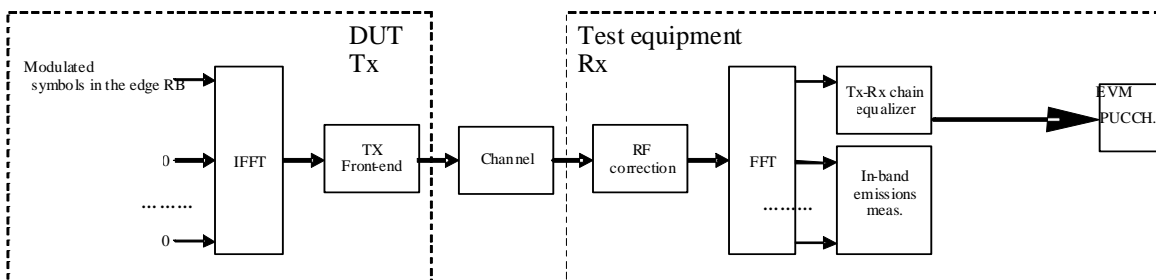 DUT
Tx
Test equipment
Rx
Modulated
symbols in the edge RB
0
………
0
IFFT
TX
Front-end
Channel
RF
correction
FFT
………
Tx-Rx chain
equalizer
In-band
emissions
meas.
EVM
PUCCH.